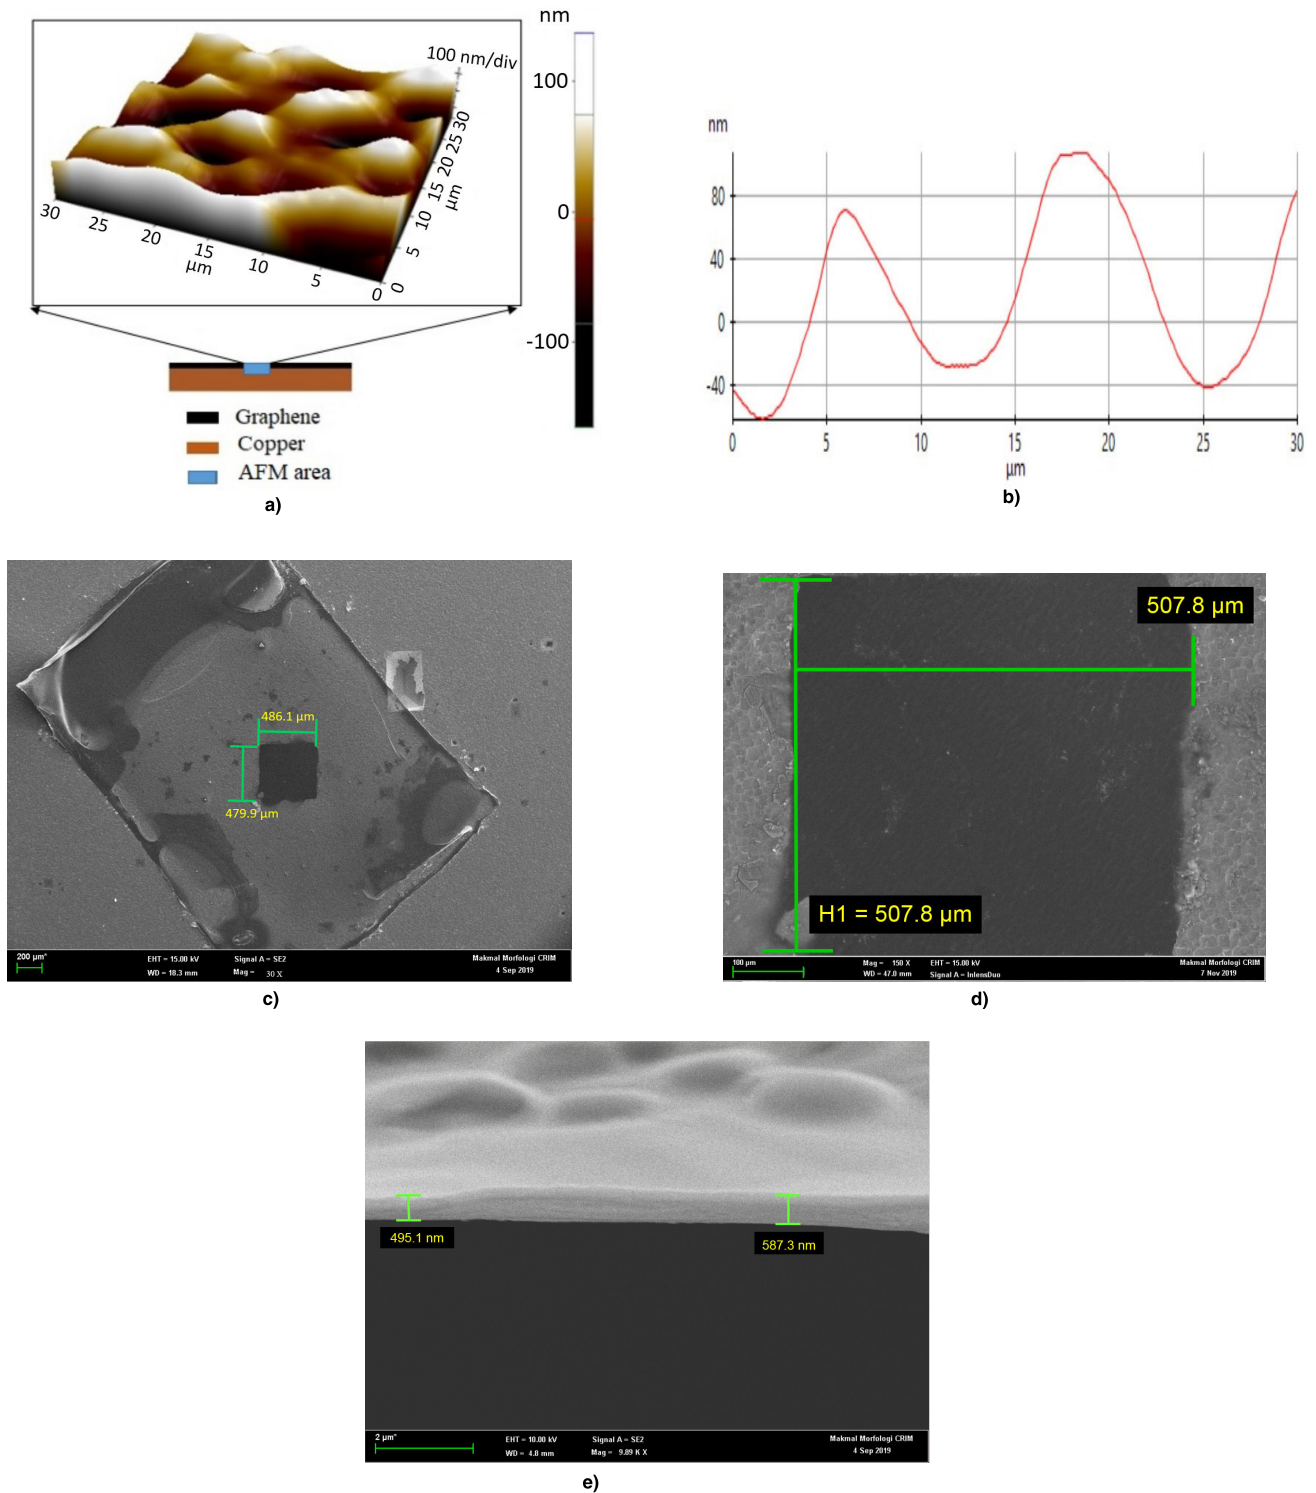 nm
100 nm/div
100
0
-100
30
25
20
15
10
5
0
µm
0
5
10
15
20
25
30
µm
Graphene
Copper
AFM area
a)
nm
80
40
0
-40
0
5
10
15
20
25
30
µm
b)
486.1 µm
479.9 µm
200 µm*
EHT = 15.00 kV
Signal A = SE2
Makmal Morfologi CRIM
WD = 18.3 mm
Mag = 30 X
4 Sep 2019
c)
507.8 µm
H1 = 507.8 µm
100 µm
Mag = 150 X
EHT = 15.00 kV
Makmal Morfologi CRIM
WD = 47.0 mm
Signal A = InlensDuo
7 Nov 2019
d)
495.1 nm
587.3 nm
2 µm*
EHT = 10.00 kV
Signal A = SE2
Makmal Morfologi CRIM
WD = 4.8 mm
Mag = 9.89 K X
4 Sep 2019
e)